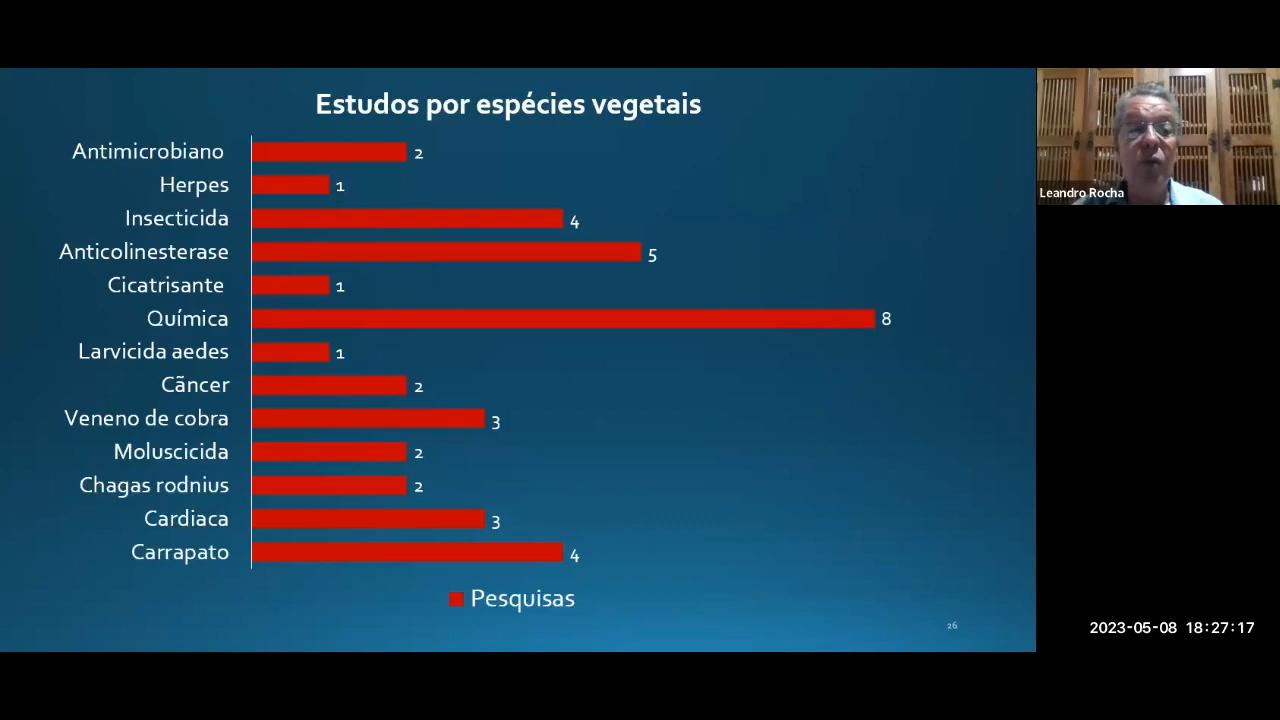 Estudos por espécies vegetais
Antimicrobiano 2
Herpes 1
Insecticida 4
Anticolinesterase 5
Cicatrisante 1
Química 8
Larvicida aedes 1
Cãncer 2
Veneno de cobra 3
Moluscicida 2
Chagas rodnius 2
Cardiaca 3
Carrapato 4
Pesquisas
26
Leandro Rocha
2023-05-08 18:27:17